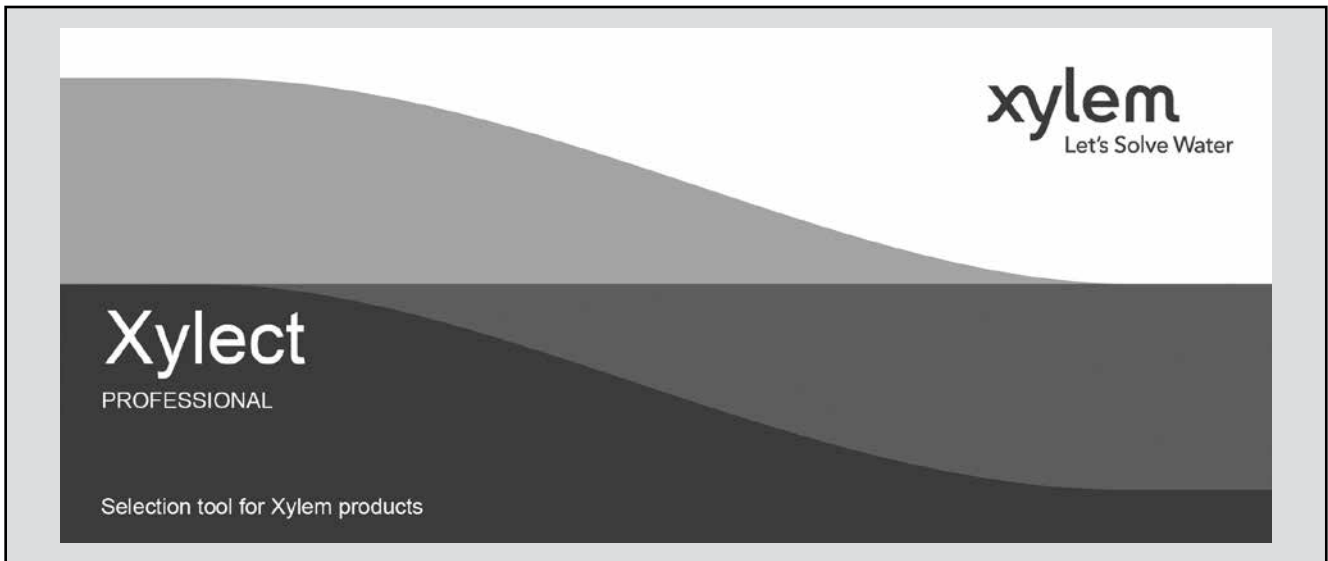 xylem
Let's Solve Water
Xylect
PROFESSIONAL
Selection tool for Xylem products